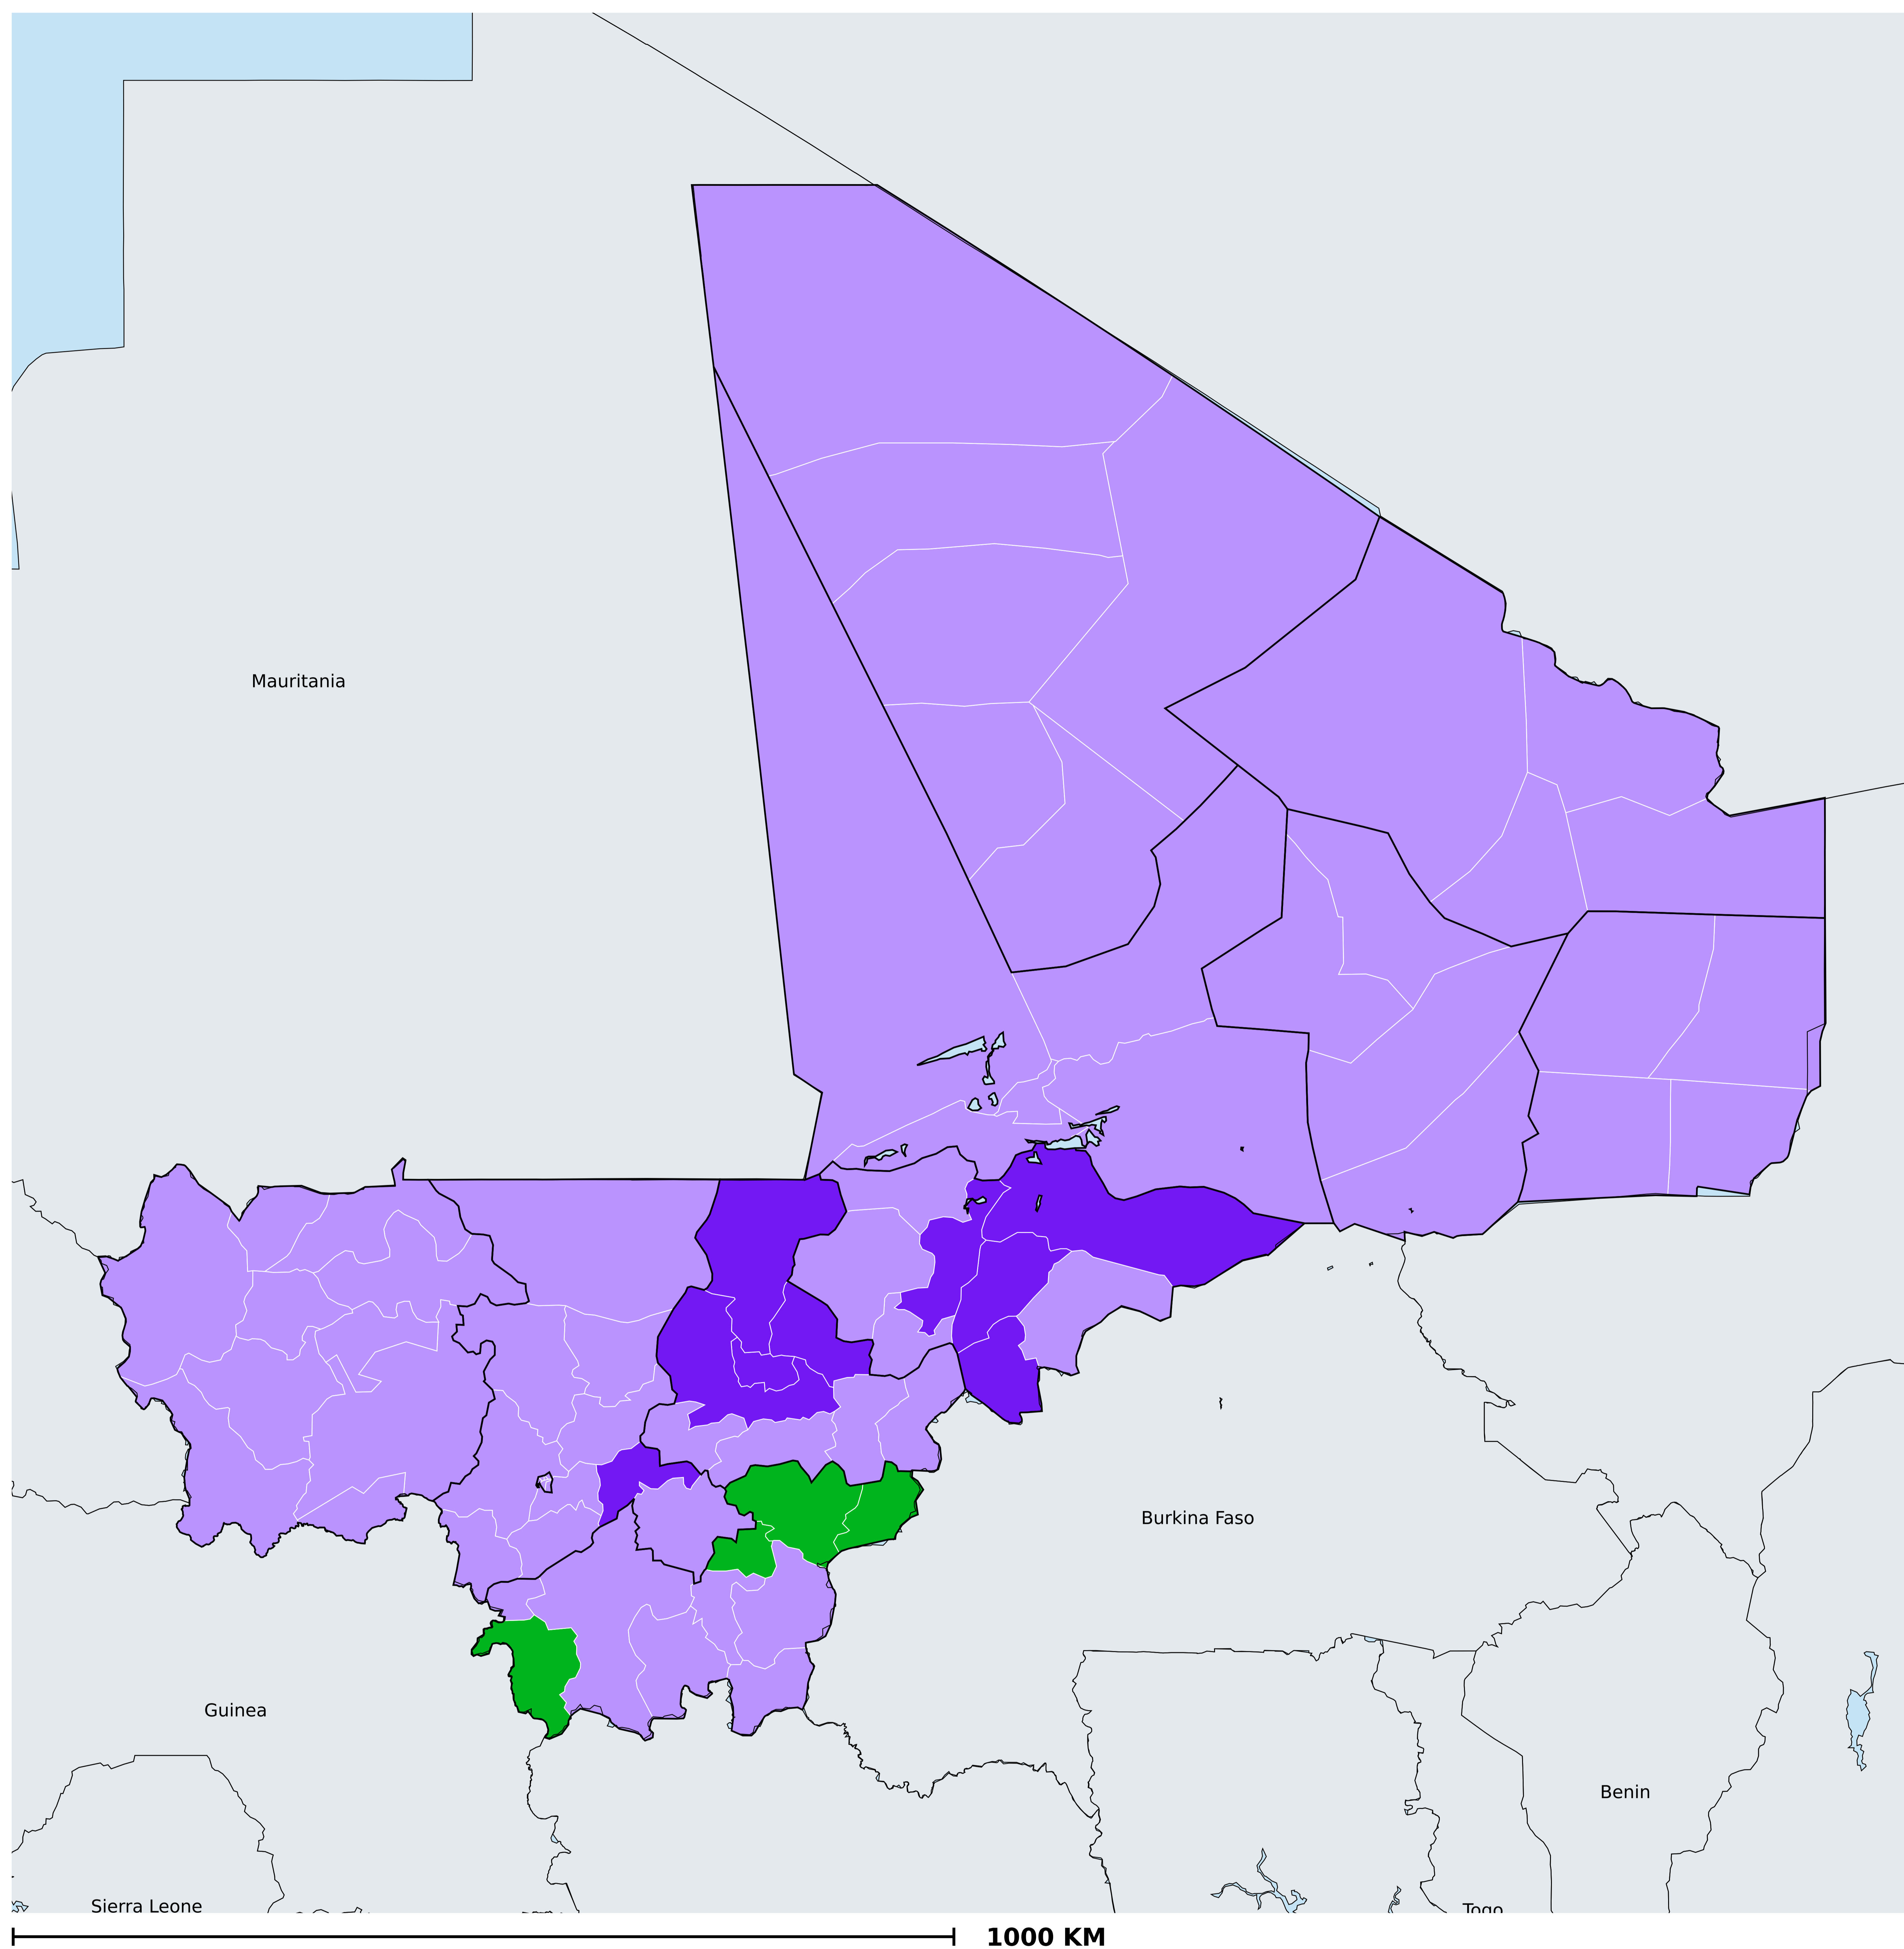 Mauritania
Burkina Faso
Guinea
Benin
Sierra Leone
Togo
1000 KM